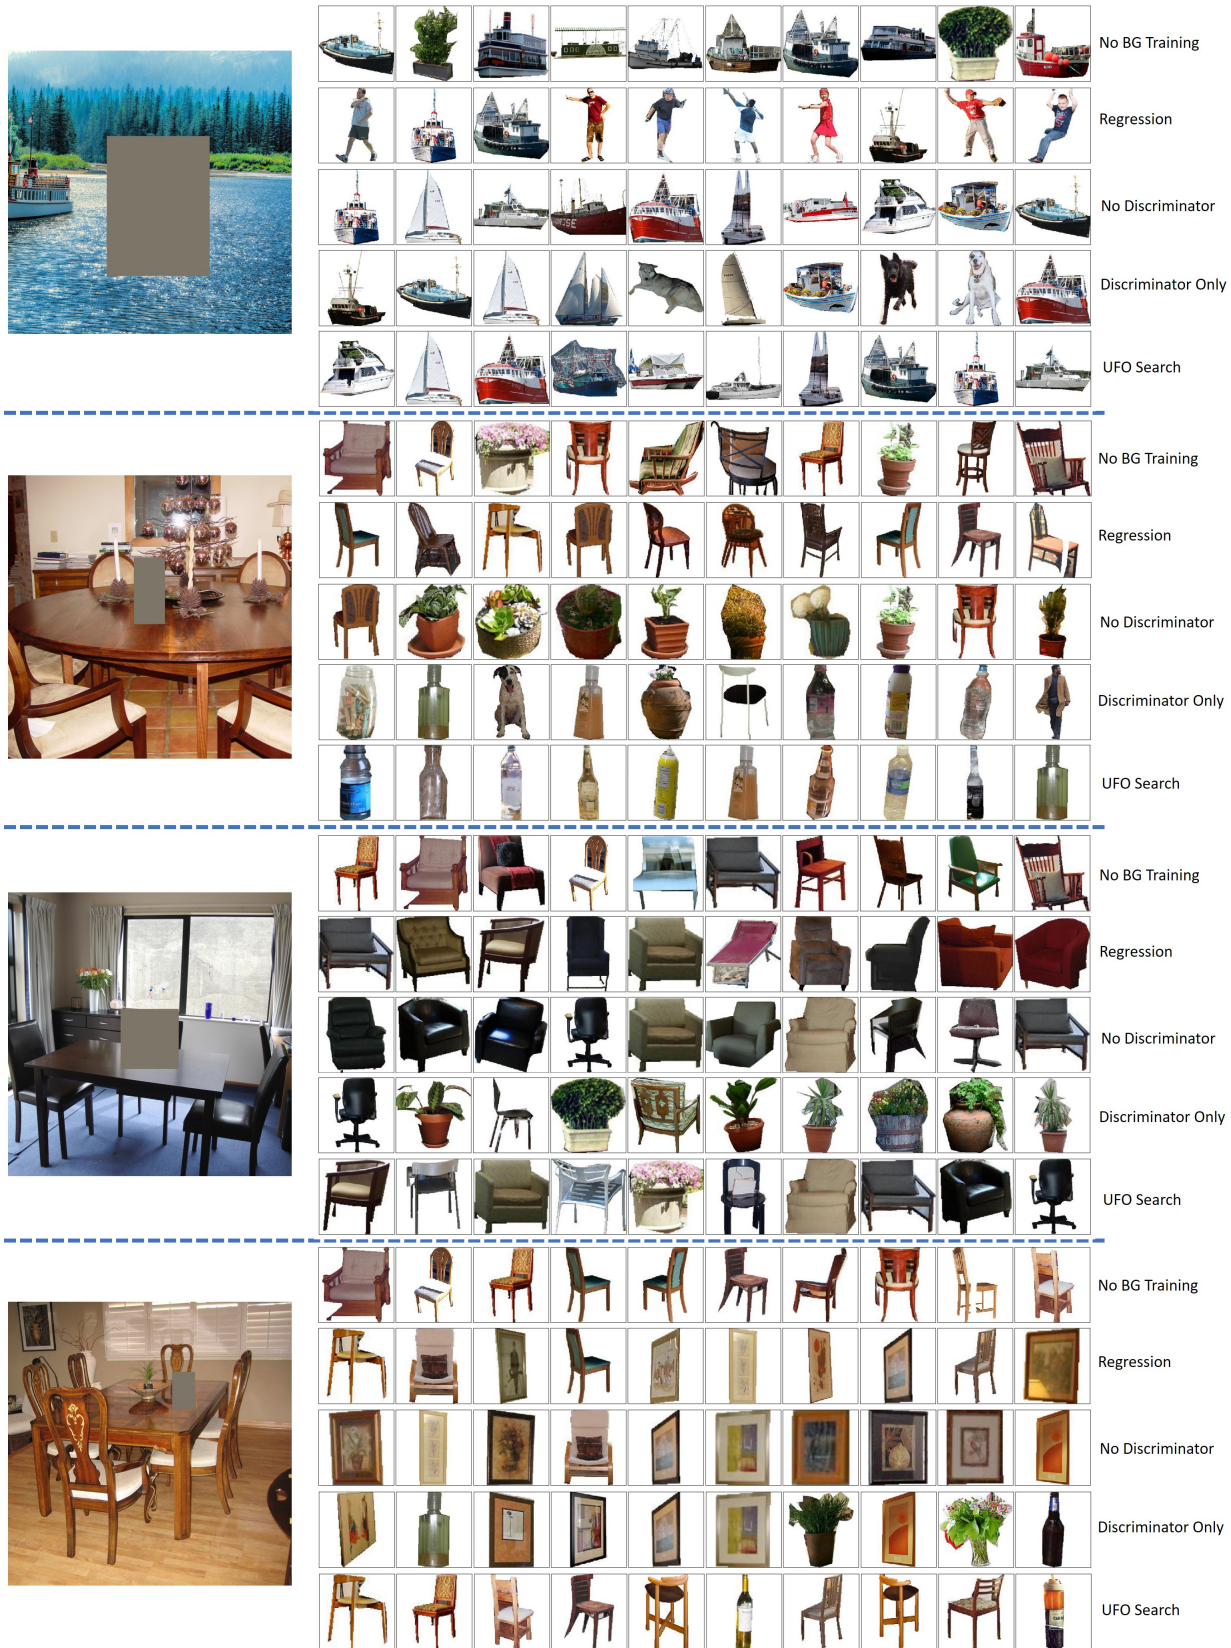 No BG Training
Regression
No Discriminator
Discriminator Only
UFO Search
No BG Training
Regression
No Discriminator
Discriminator Only
UFO Search
No BG Training
Regression
No Discriminator
Discriminator Only
UFO Search
No BG Training
Regression
No Discriminator
Discriminator Only
UFO Search